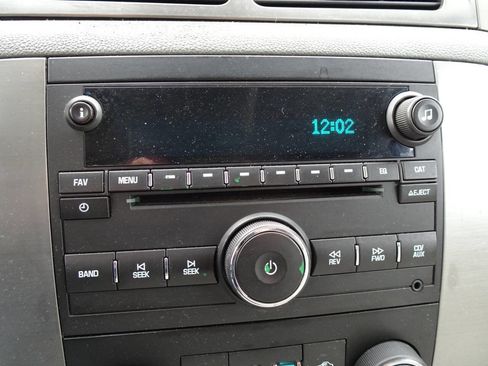 12:02
FAV MENU EQ CAT
EJECT
BAND SEEK SEEK REV FWD CD/
AUX